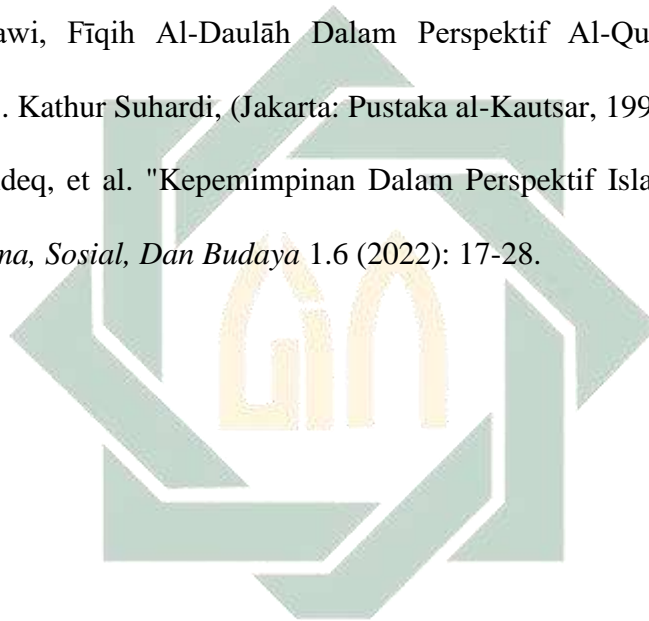 awi, Fīqih Al-Daulāh Dalam Perspektif Al-Qu
. Kathur Suhardi, (Jakarta: Pustaka al-Kautsar, 199
deq, et al. "Kepemimpinan Dalam Perspektif Isla
ma, Sosial, Dan Budaya 1.6 (2022): 17-28.